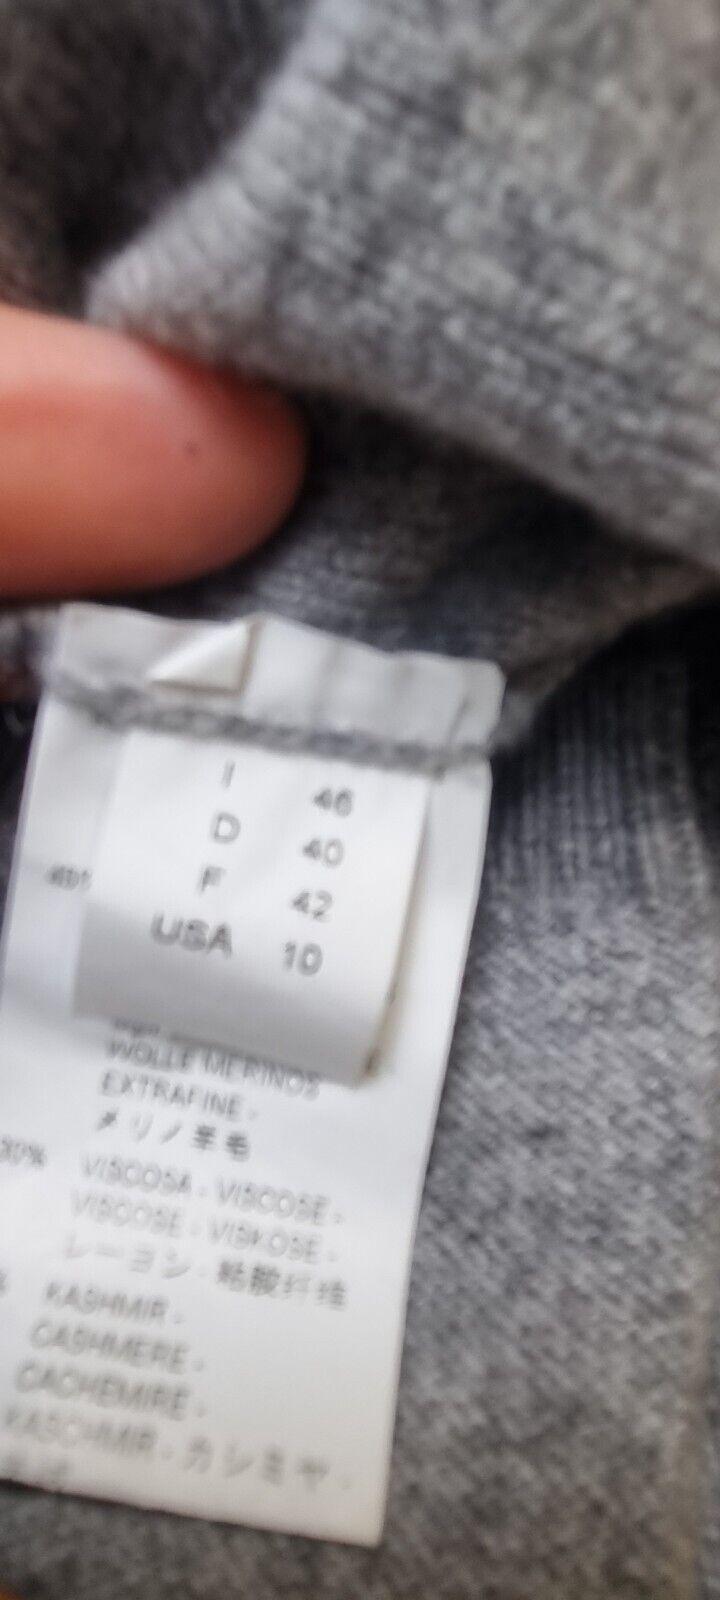 I 46
D 40
F 42
USA 10
491
WOLLE MERINOS
EXTRAFINE -
メリノ羊毛
VISCOSA - VISCOSE -
VISCOSE - VISKOSE -
レーヨン - 粘胶纤维
KASHMIR -
CASHMERE -
CACHEMIRE -
KASCHMIR - カシミヤ -